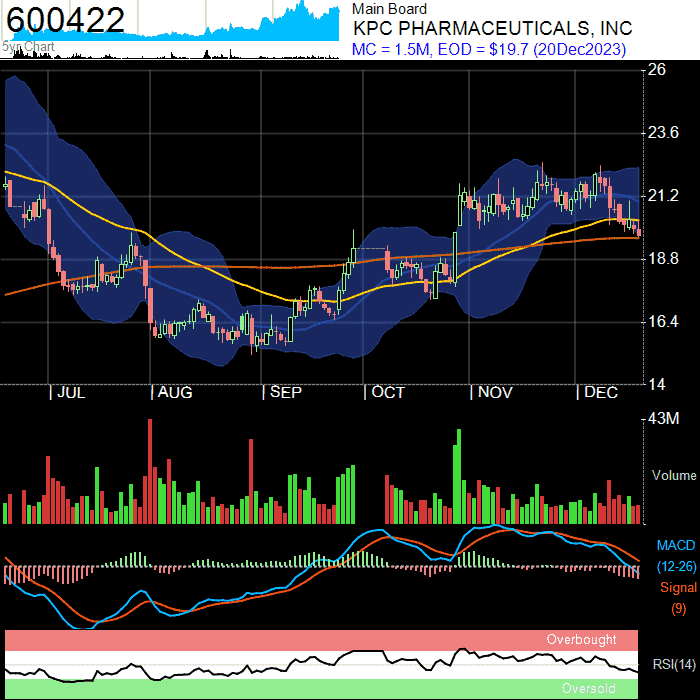 600422
5yr Chart
Main Board
KPC PHARMACEUTICALS, INC
MC = 1.5M, EOD = $19.7 (20Dec2023)
26
23.6
21.2
18.8
16.4
14
JUL
AUG
SEP
OCT
NOV
DEC
43M
Volume
MACD
(12-26)
Signal
(9)
Overbought
RSI(14)
Oversold